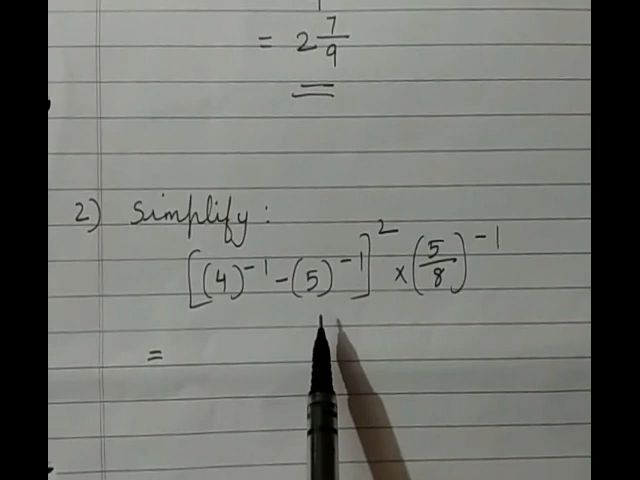 = 2 7/9
2) Simplify:
[(4)^-1 - (5)^-1]^2 × (5/8)^-1
=